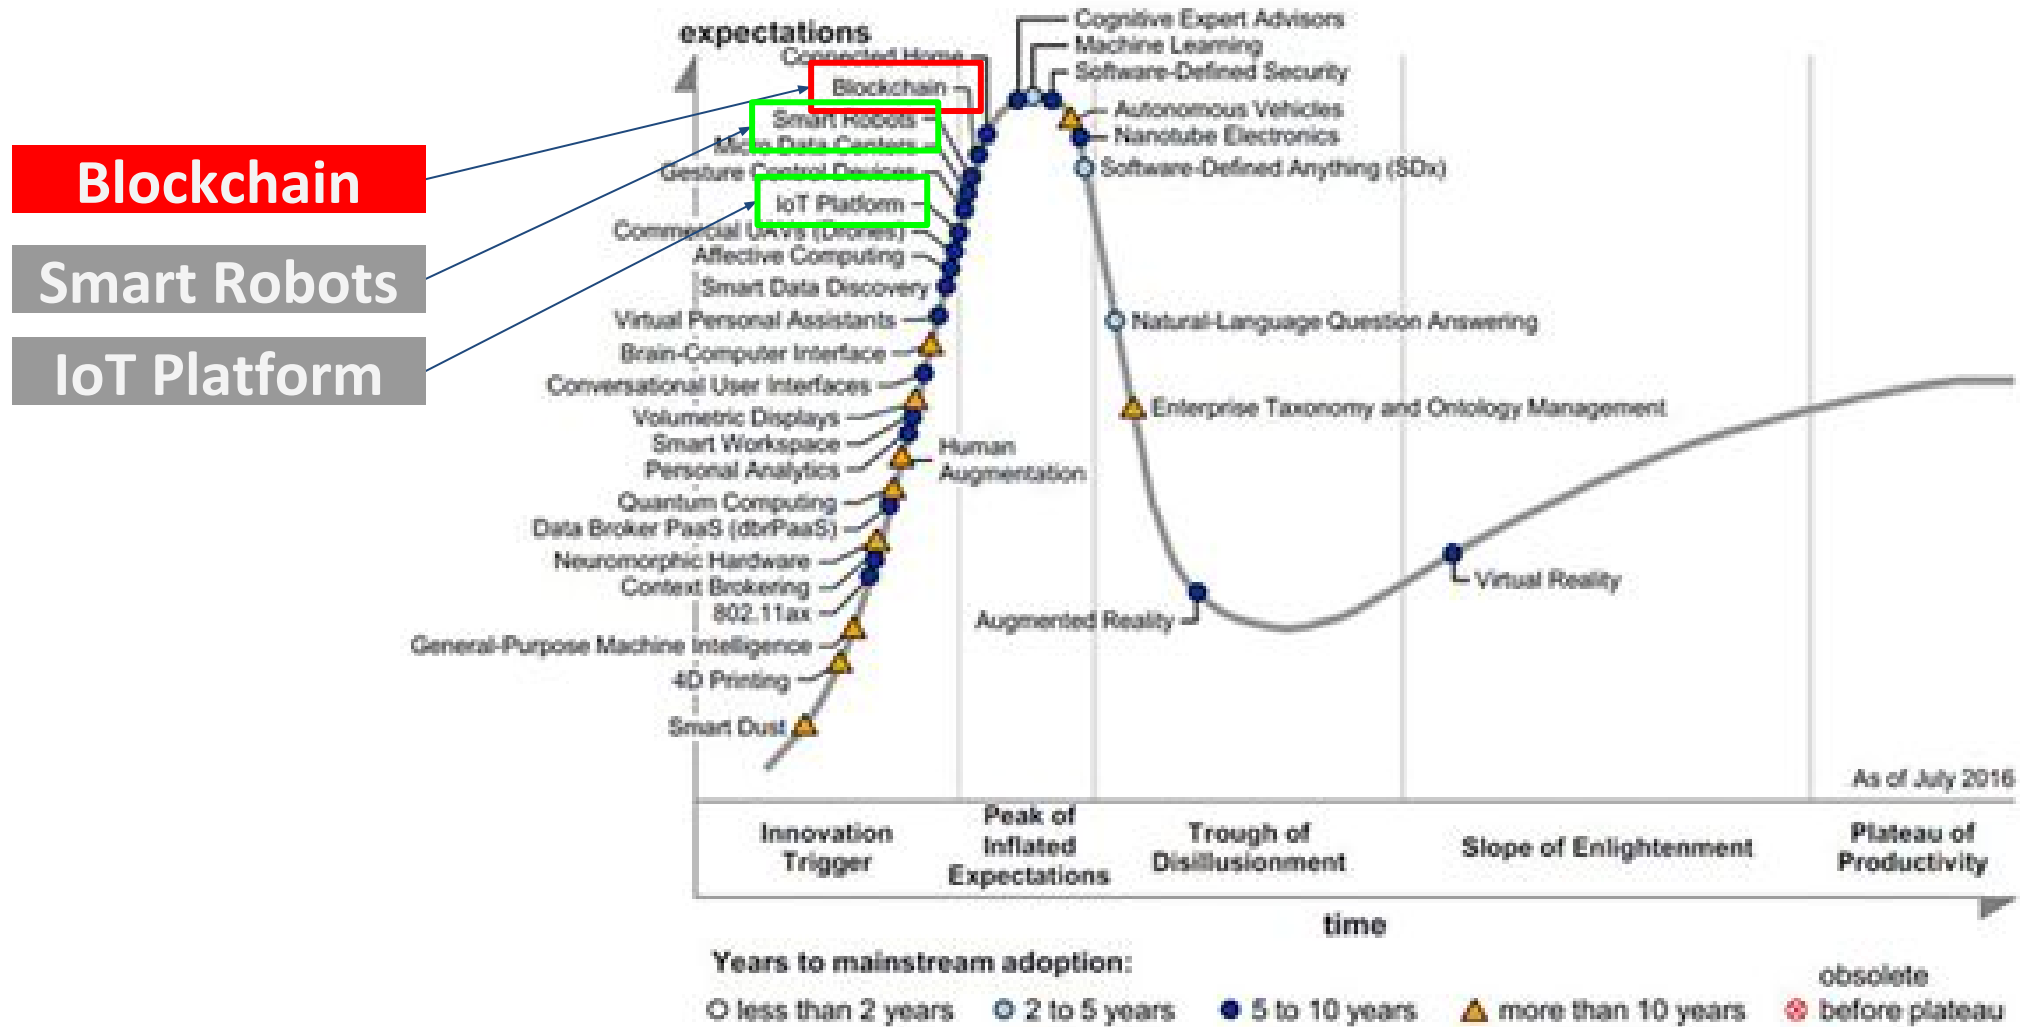 expectations
Cognitive Expert Advisors
Machine Learning
Connected Home
Software-Defined Security
Blockchain
Autonomous Vehicles
Smart Robots
Nanotube Electronics
Micro Data Centers
Software-Defined Anything (SDx)
Gesture Control Devices
Blockchain
IoT Platform
Commercial UAVs (Drones)
Affective Computing
Smart Robots
Smart Data Discovery
Virtual Personal Assistants
Natural-Language Question Answering
Brain-Computer Interface
IoT Platform
Conversational User Interfaces
Enterprise Taxonomy and Ontology Management
Volumetric Displays
Smart Workspace
Human
Augmentation
Personal Analytics
Quantum Computing
Data Broker PaaS (dbrPaaS)
Neuromorphic Hardware
Context Brokering
Virtual Reality
802.11ax
Augmented Reality
General-Purpose Machine Intelligence
4D Printing
Smart Dust
As of July 2016
Innovation
Trigger
Peak of
Inflated
Expectations
Trough of
Disillusionment
Slope of Enlightenment
Plateau of
Productivity
time
Years to mainstream adoption:
less than 2 years
2 to 5 years
5 to 10 years
more than 10 years
obsolete
before plateau